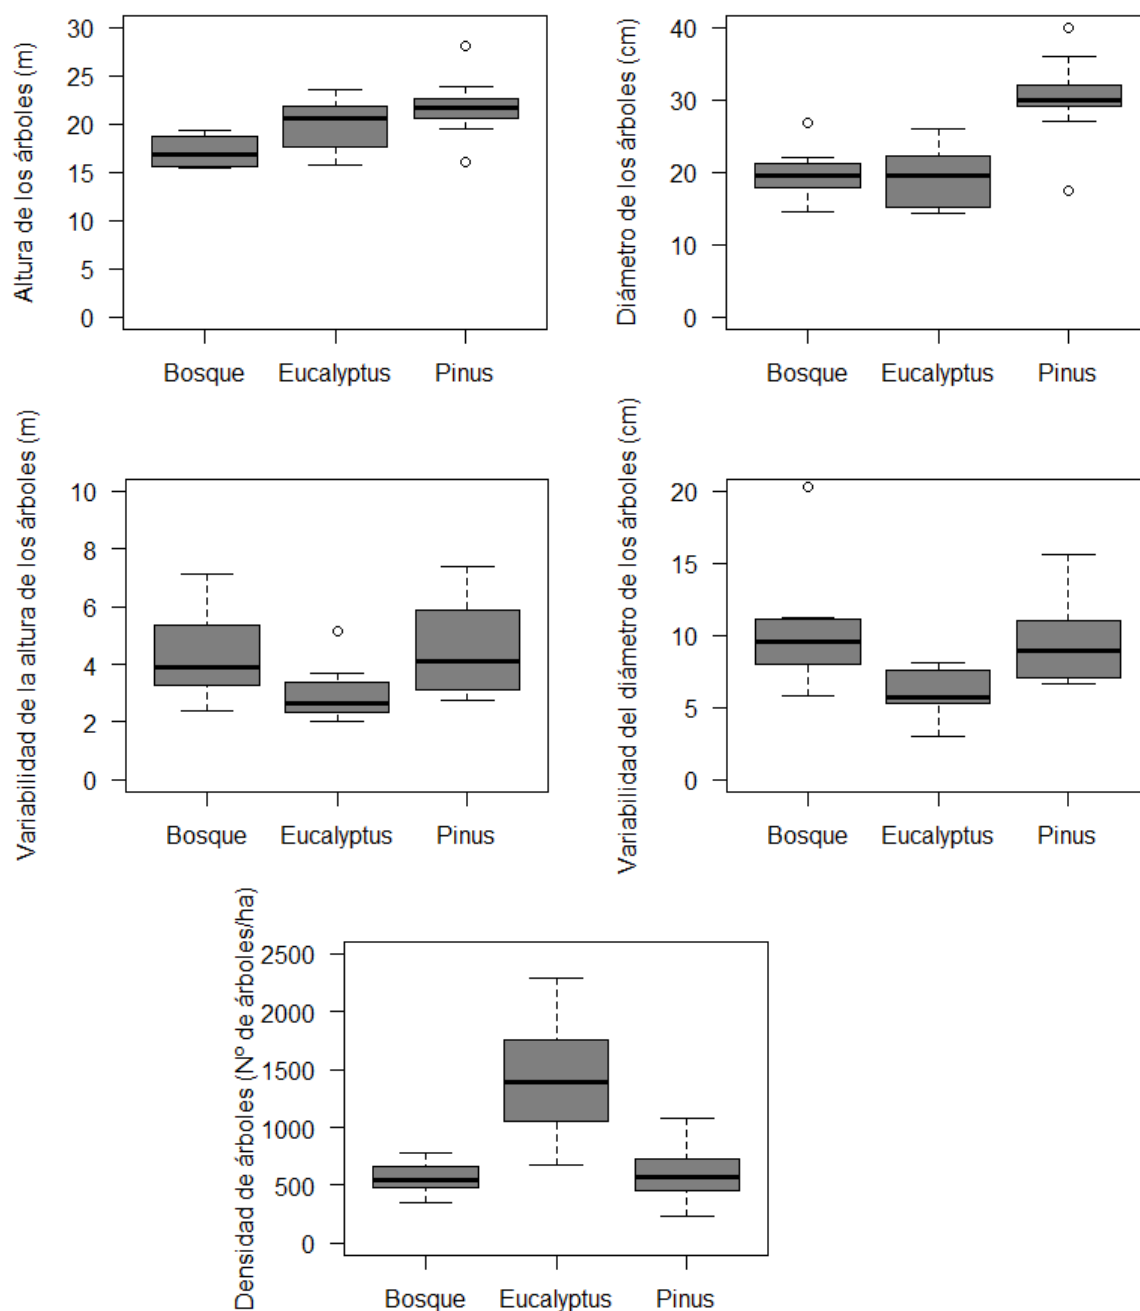 Altura de los árboles (m)
30
25
20
15
10
5
0
Bosque Eucalyptus Pinus
Diámetro de los árboles (cm)
40
30
20
10
0
Bosque Eucalyptus Pinus
Variabilidad de la altura de los árboles (m)
10
8
6
4
2
0
Bosque Eucalyptus Pinus
Variabilidad del diámetro de los árboles (cm)
20
15
10
5
0
Bosque Eucalyptus Pinus
Densidad de árboles (Nº de árboles/ha)
2500
2000
1500
1000
500
0
Bosque Eucalyptus Pinus